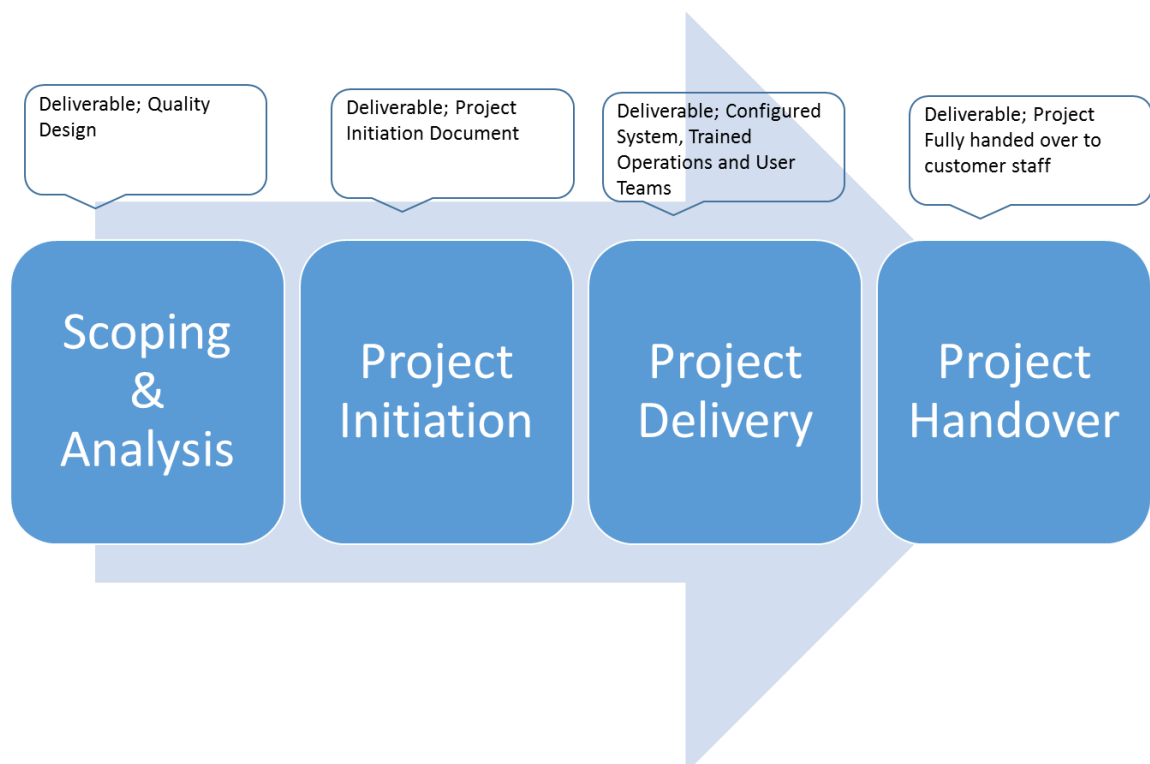 Deliverable; Quality
Design
Deliverable; Project
Initiation Document
Deliverable; Configured
System, Trained
Operations and User
Teams
Deliverable; Project
Fully handed over to
customer staff
Scoping
&
Analysis
Project
Initiation
Project
Delivery
Project
Handover